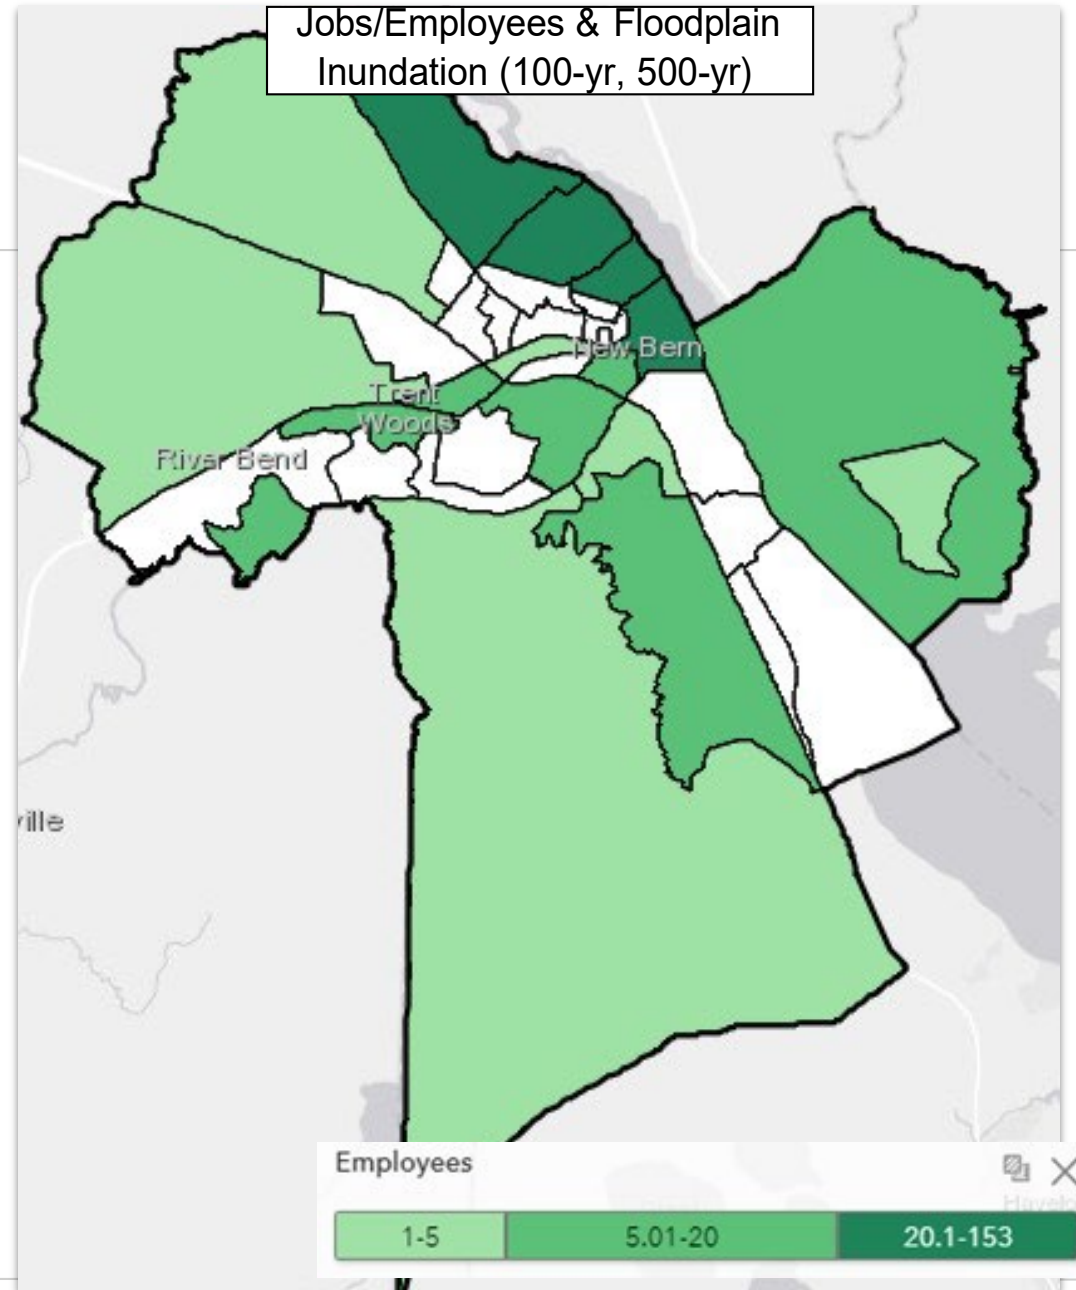 Jobs/Employees & Floodplain
Inundation (100-yr, 500-yr)
New Bern
Trent
Woods
River Bend
ville
Employees
1-5
5.01-20
20.1-153